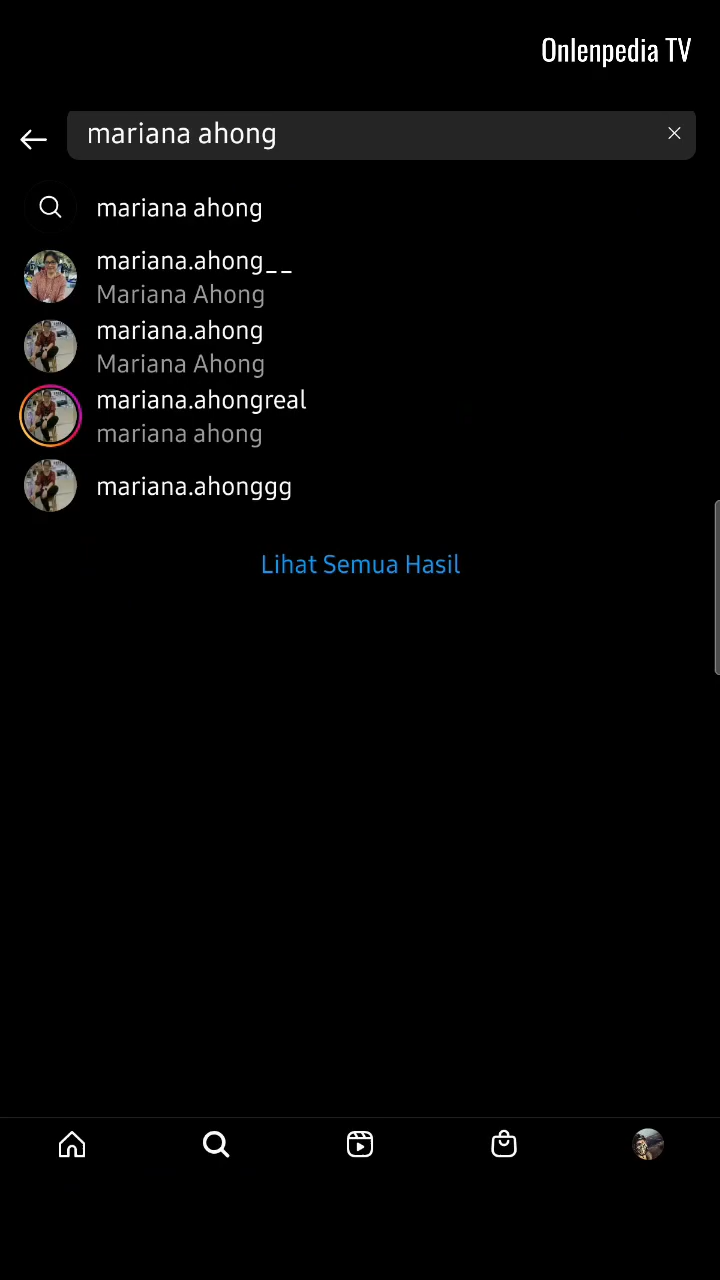 Onlenpedia TV
mariana ahong
mariana ahong
mariana.ahong__
Mariana Ahong
mariana.ahong
Mariana Ahong
mariana.ahongreal
mariana ahong
mariana.ahonggg
Lihat Semua Hasil